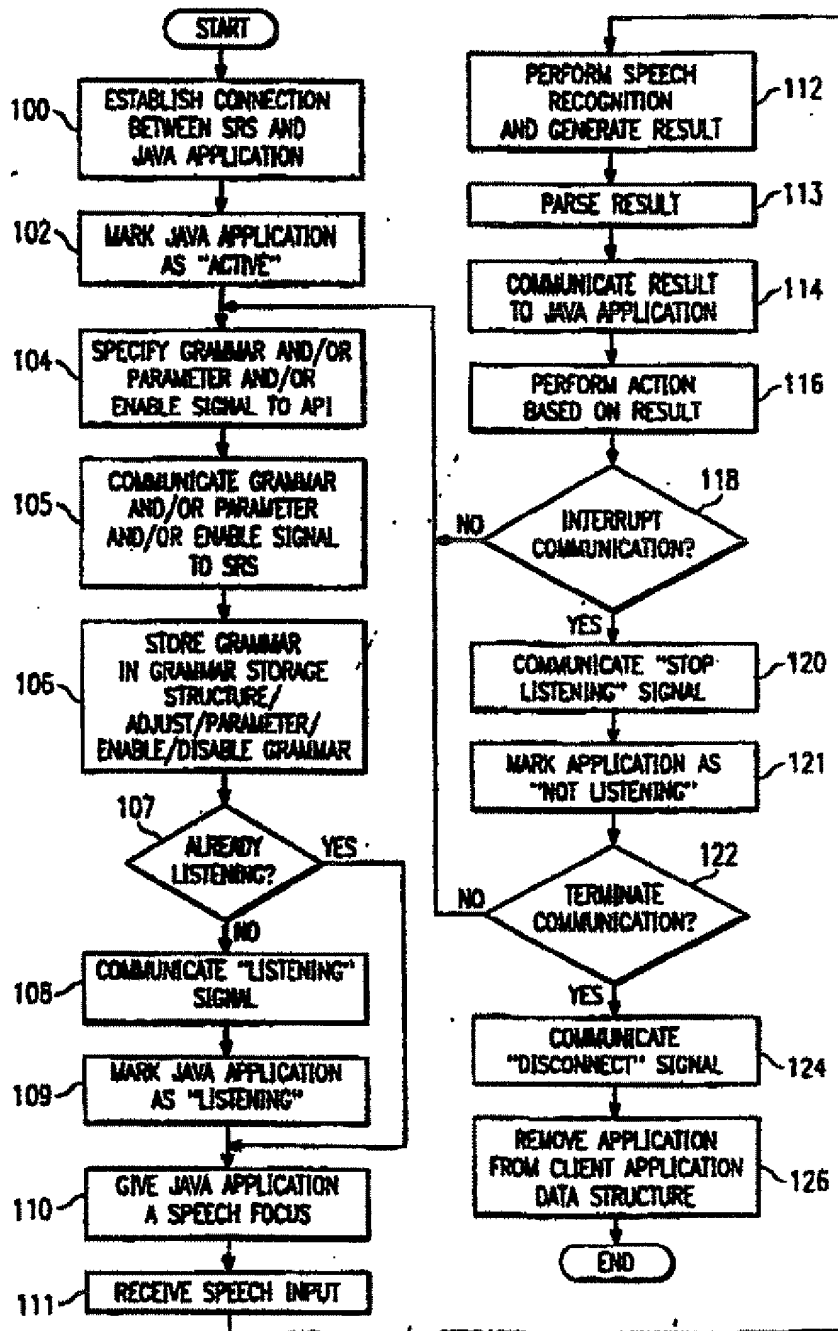 START
100
ESTABLISH CONNECTION
BETWEEN SRS AND
JAVA APPLICATION
102
MARK JAVA APPLICATION
AS "ACTIVE"
104
SPECIFY GRAMMAR AND/OR
PARAMETER AND/OR
ENABLE SIGNAL TO API
105
COMMUNICATE GRAMMAR
AND/OR PARAMETER
AND/OR ENABLE SIGNAL
TO SRS
106
STORE GRAMMAR
IN GRAMMAR STORAGE
STRUCTURE/
ADJUST/PARAMETER/
ENABLE/DISABLE GRAMMAR
107
ALREADY
LISTENING?
YES
NO
108
COMMUNICATE "LISTENING"
SIGNAL
109
MARK JAVA APPLICATION
AS "LISTENING"
110
GIVE JAVA APPLICATION
A SPEECH FOCUS
111
RECEIVE SPEECH INPUT
PERFORM SPEECH
RECOGNITION
AND GENERATE RESULT
112
PARSE RESULT
113
COMMUNICATE RESULT
TO JAVA APPLICATION
114
PERFORM ACTION
BASED ON RESULT
116
118
INTERRUPT
COMMUNICATION?
NO
YES
COMMUNICATE "STOP
LISTENING" SIGNAL
120
MARK APPLICATION AS
"NOT LISTENING"
121
122
TERMINATE
COMMUNICATION?
NO
YES
COMMUNICATE
"DISCONNECT" SIGNAL
124
REMOVE APPLICATION
FROM CLIENT APPLICATION
DATA STRUCTURE
126
END